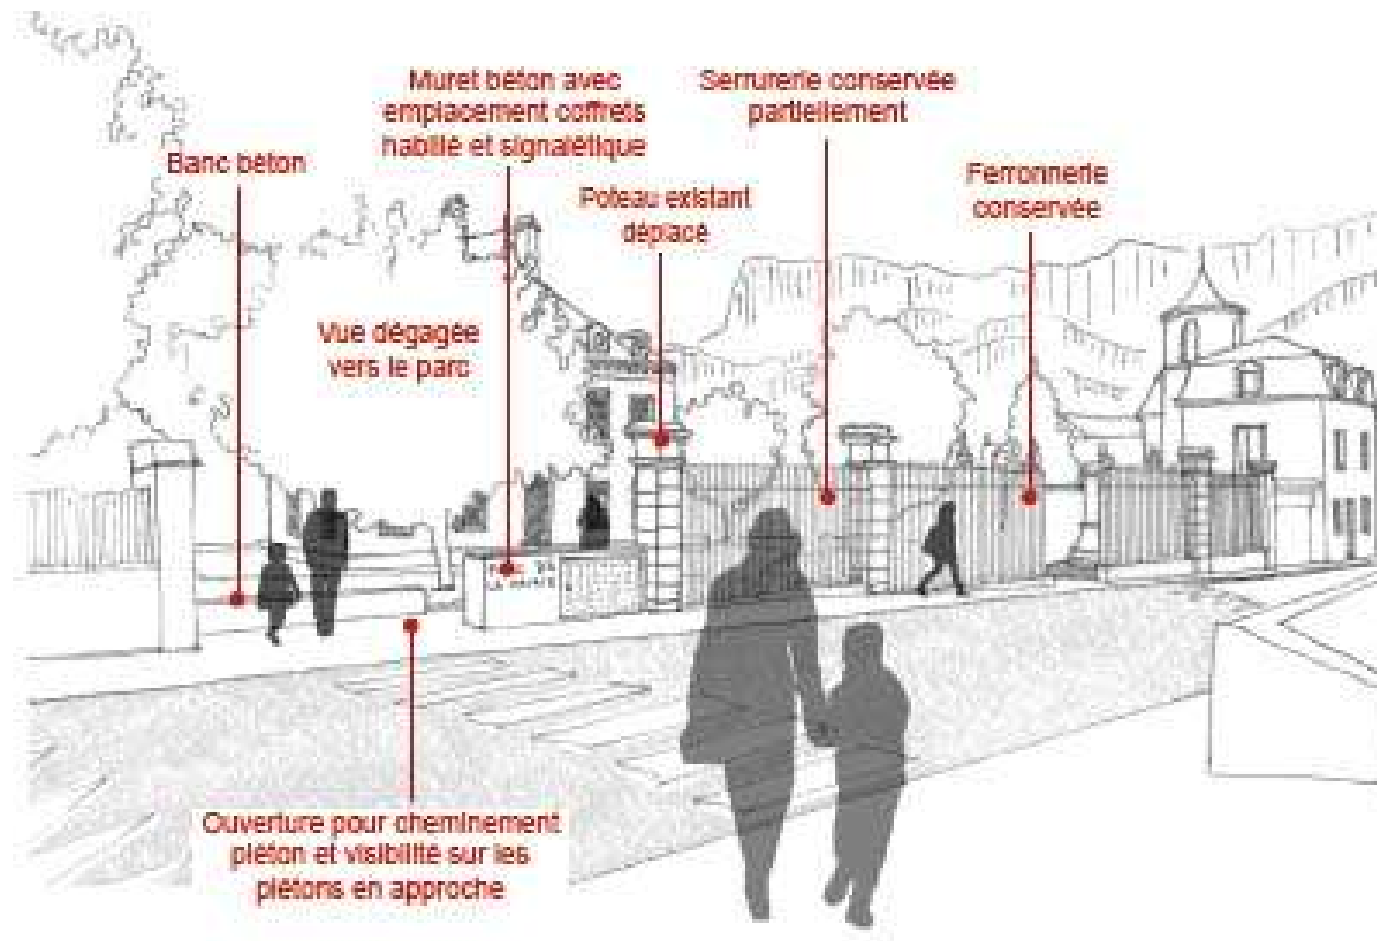 Muret béton avec
emplacement coffrets
habillé et signalétique
Serrurerie conservée
partiellement
Banc béton
Ferronnerie
conservée
Poteau existant
déplacé
Vue dégagée
vers le parc
Ouverture pour cheminement
piéton et visibilité sur les
piétons en approche